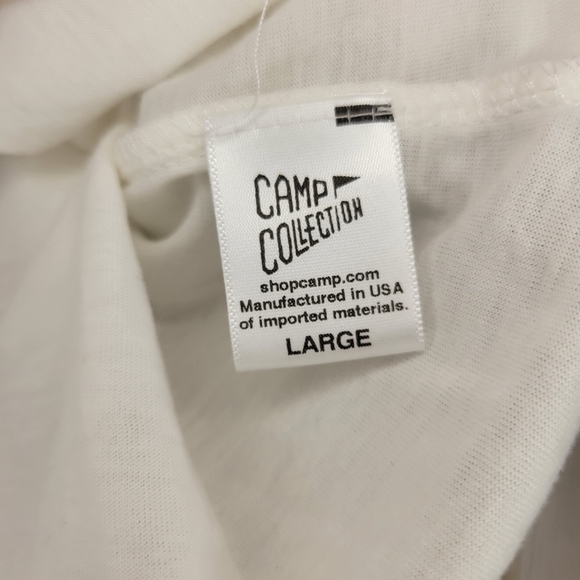 CAMP
COLLECTION
shopcamp.com
Manufactured in USA
of imported materials.
LARGE